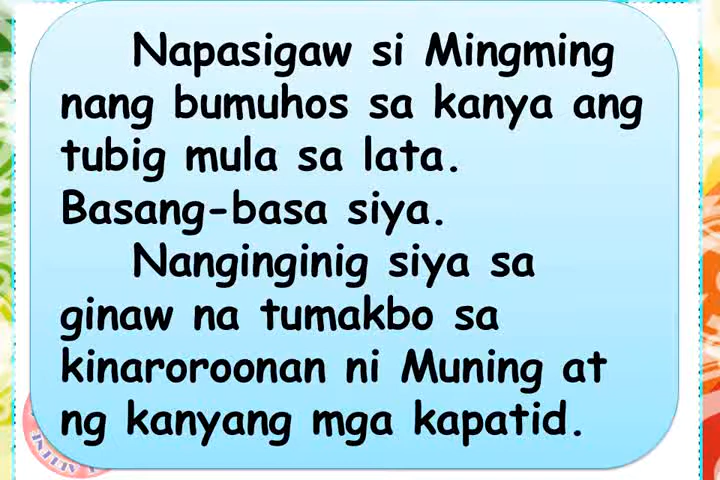 Napasigaw si Mingming
nang bumuhos sa kanya ang
tubig mula sa lata.
Basang-basa siya.
Nanginginig siya sa
ginaw na tumakbo sa
kinaroroonan ni Muning at
ng kanyang mga kapatid.